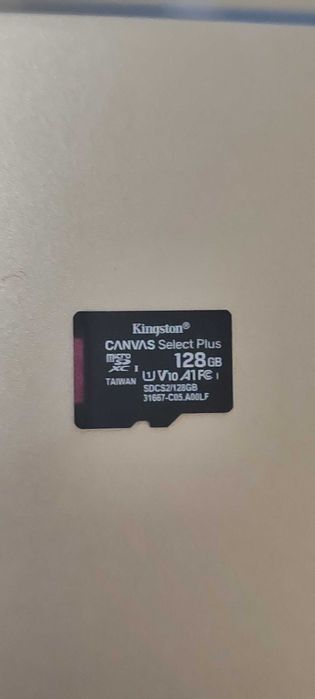 Kingston®
CANVAS Select Plus
micro SD XC I 128GB
TAIWAN U1 V10 A1 FC I
SDCS2/128GB
31667-C05.A00LF